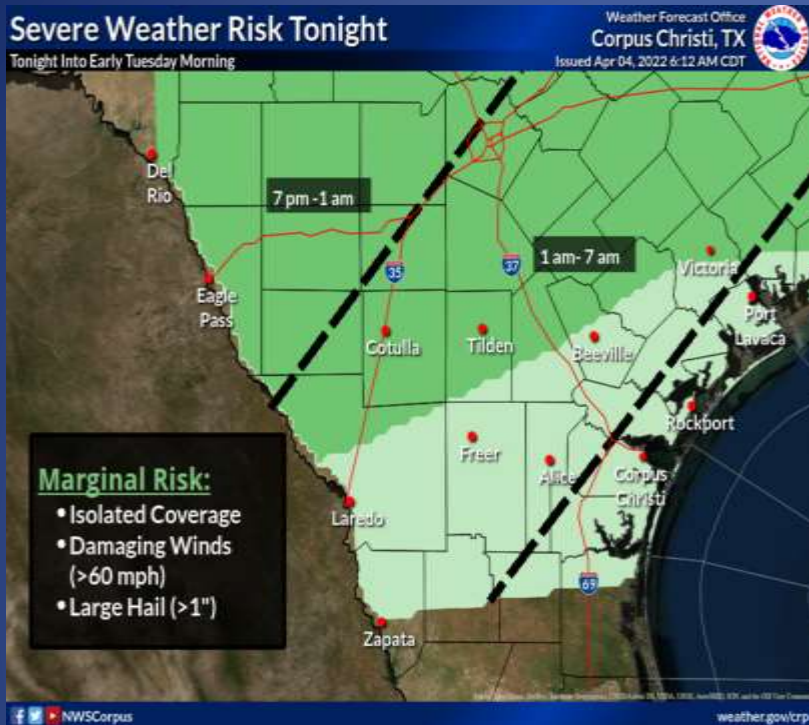 Severe Weather Risk Tonight
Tonight Into Early Tuesday Morning
Weather Forecast Office
Corpus Christi, TX
Issued Apr 04, 2022 6:12 AM CDT
Del
Rio
7 pm -1 am
Eagle
Pass
35
37
1 am- 7 am
Victoria
Port
Lavaca
Cotulla
Tilden
Beeville
Rockport
Freer
Alice
Corpus
Christi
Laredo
69
Zapata
Marginal Risk:
• Isolated Coverage
• Damaging Winds
(>60 mph)
• Large Hail (>1")
NWSCorpus
weather.gov/crp